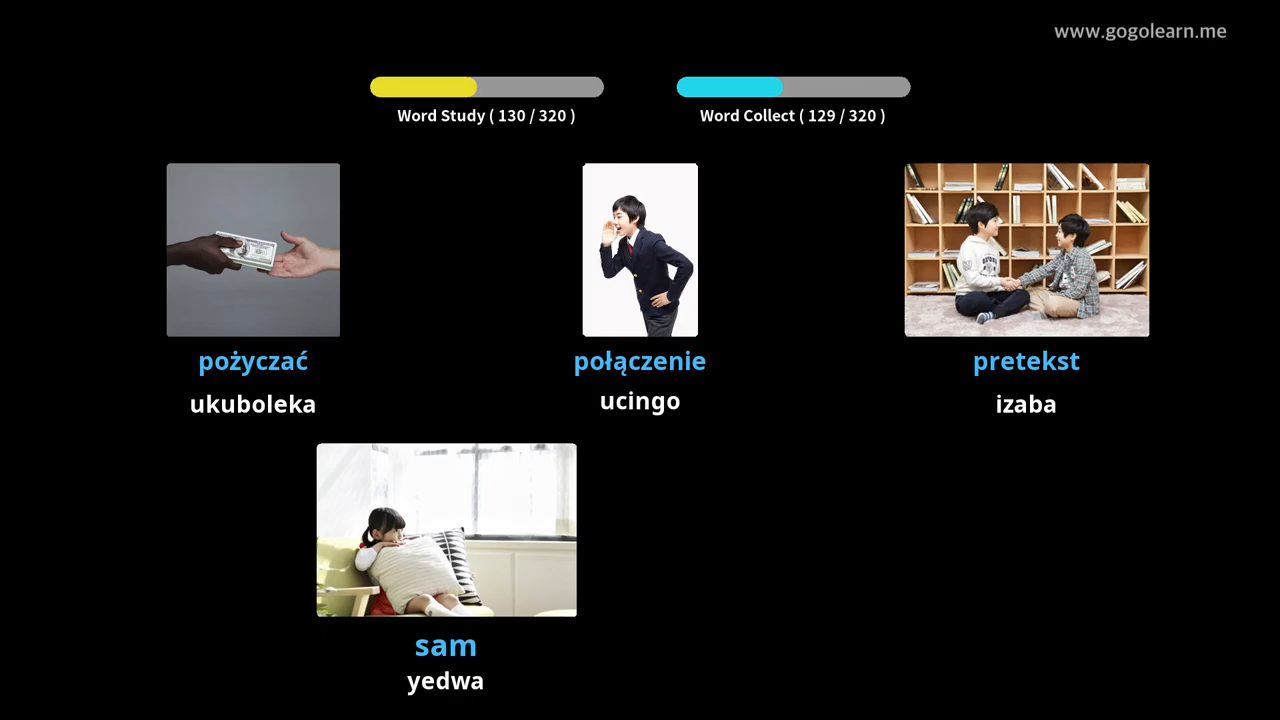 www.gogolearn.me
Word Study ( 130 / 320 )
Word Collect ( 129 / 320 )
pożyczać
ukuboleka
połączenie
ucingo
pretekst
izaba
sam
yedwa